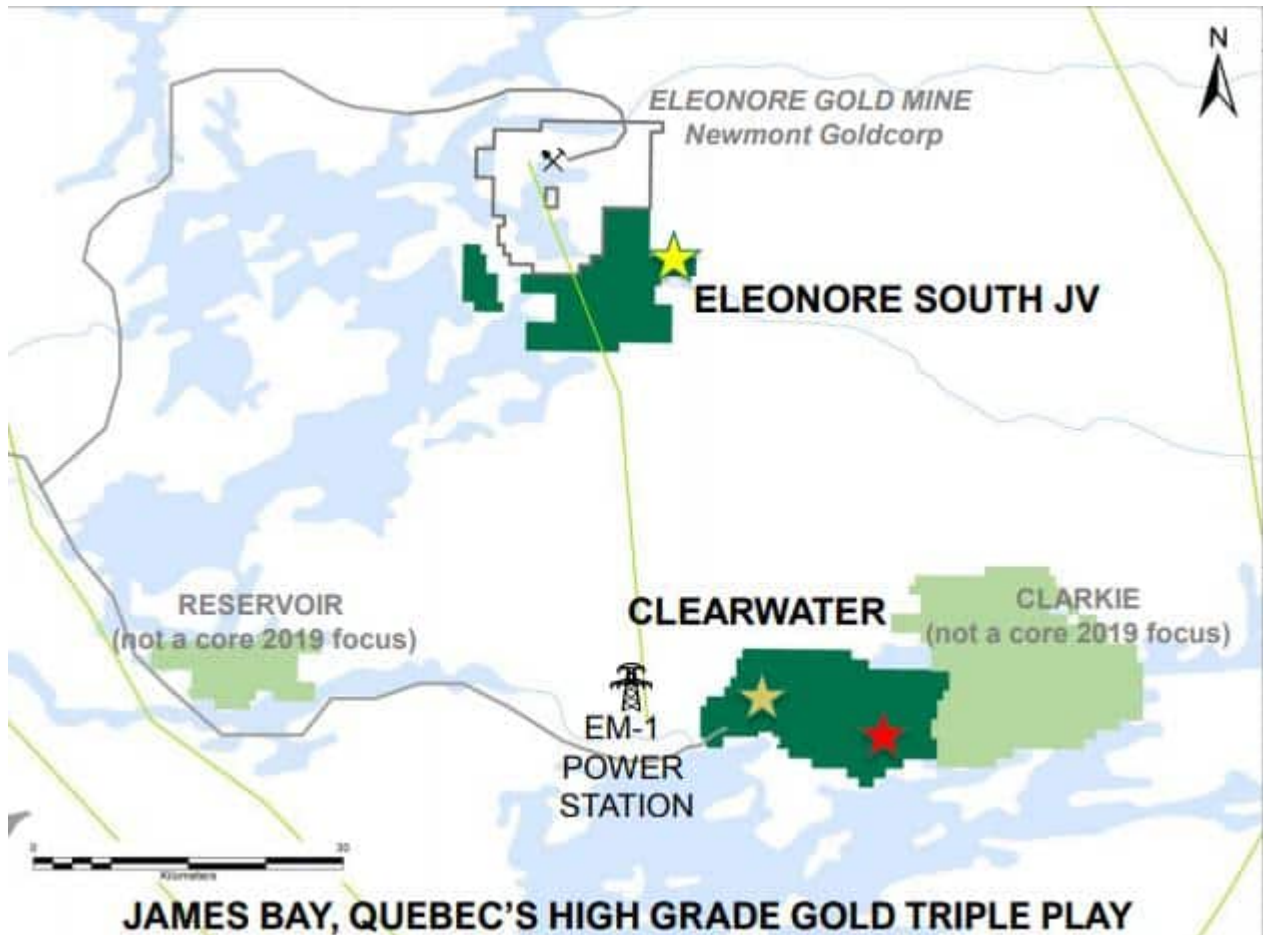 N
ELEONORE GOLD MINE
Newmont Goldcorp
ELEONORE SOUTH JV
RESERVOIR
(not a core 2019 focus)
CLEARWATER
CLARKIE
(not a core 2019 focus)
EM-1
POWER
STATION
0 30
Kilometers
JAMES BAY, QUEBEC'S HIGH GRADE GOLD TRIPLE PLAY